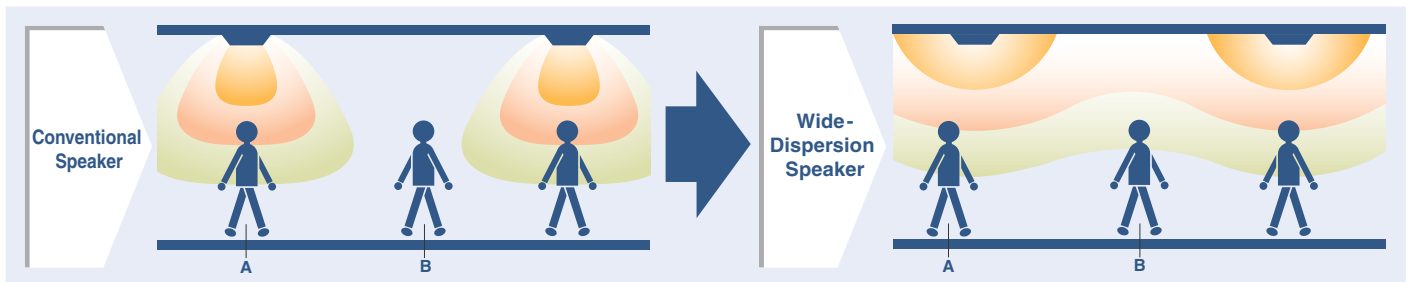 Conventional
Speaker
A
B
Wide-
Dispersion
Speaker
A
B